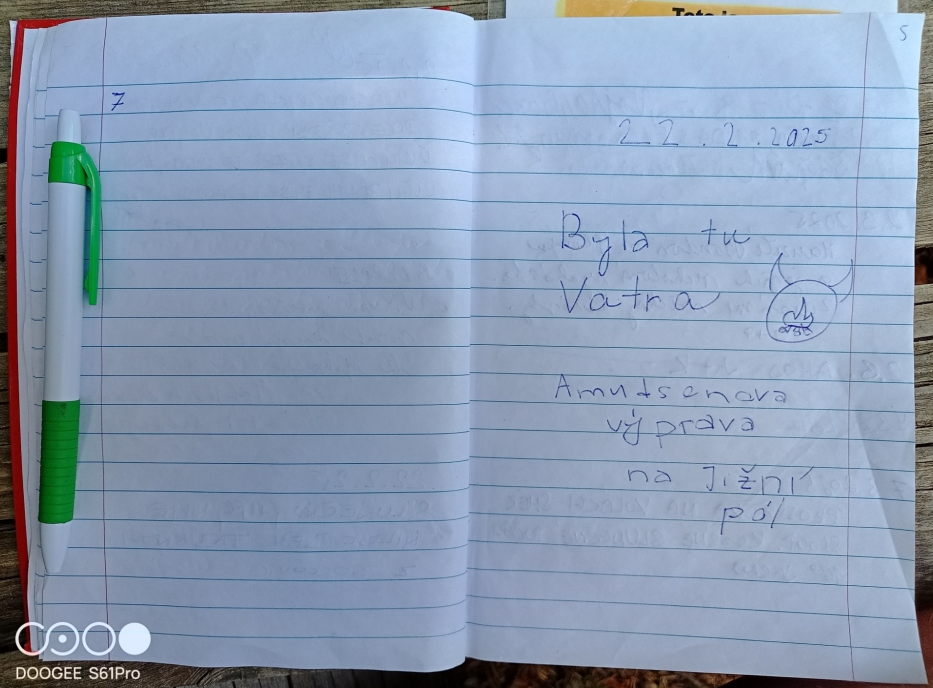 7
5
22.2.2025
Byla tu
Vatra
Amundsenova
výprava
na Jižní
pól
DOOGEE S61Pro